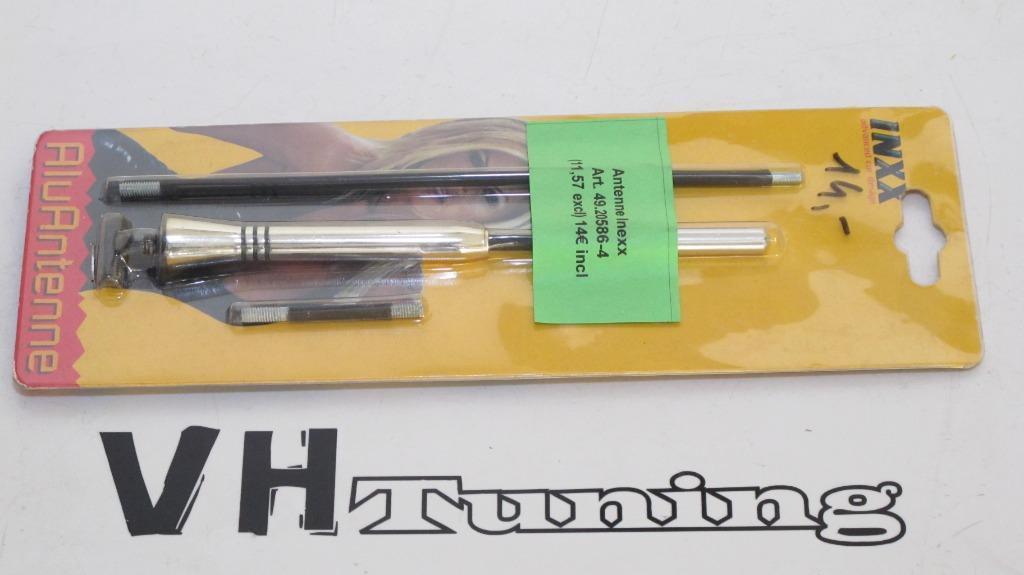 AluAntenne
INXX
14,-
Antenne Inexx
Art. 49.20586-4
(11,57 excl) 14€ incl
VH Tuning